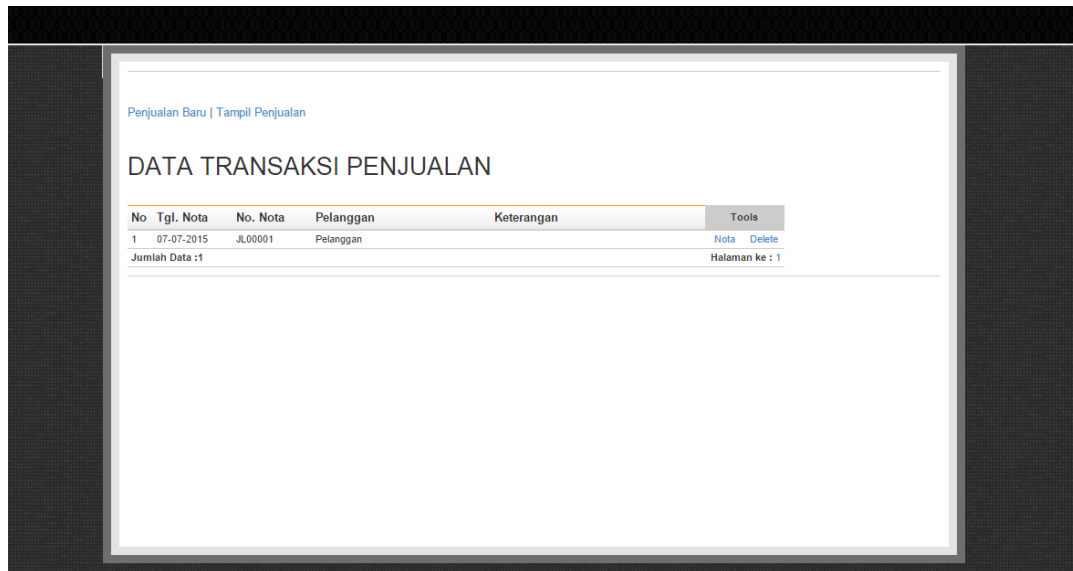 Penjualan Baru | Tampil Penjualan
DATA TRANSAKSI PENJUALAN
No Tgl. Nota No. Nota Pelanggan Keterangan Tools
1 07-07-2015 JL00001 Pelanggan Nota Delete
Jumlah Data :1 Halaman ke : 1